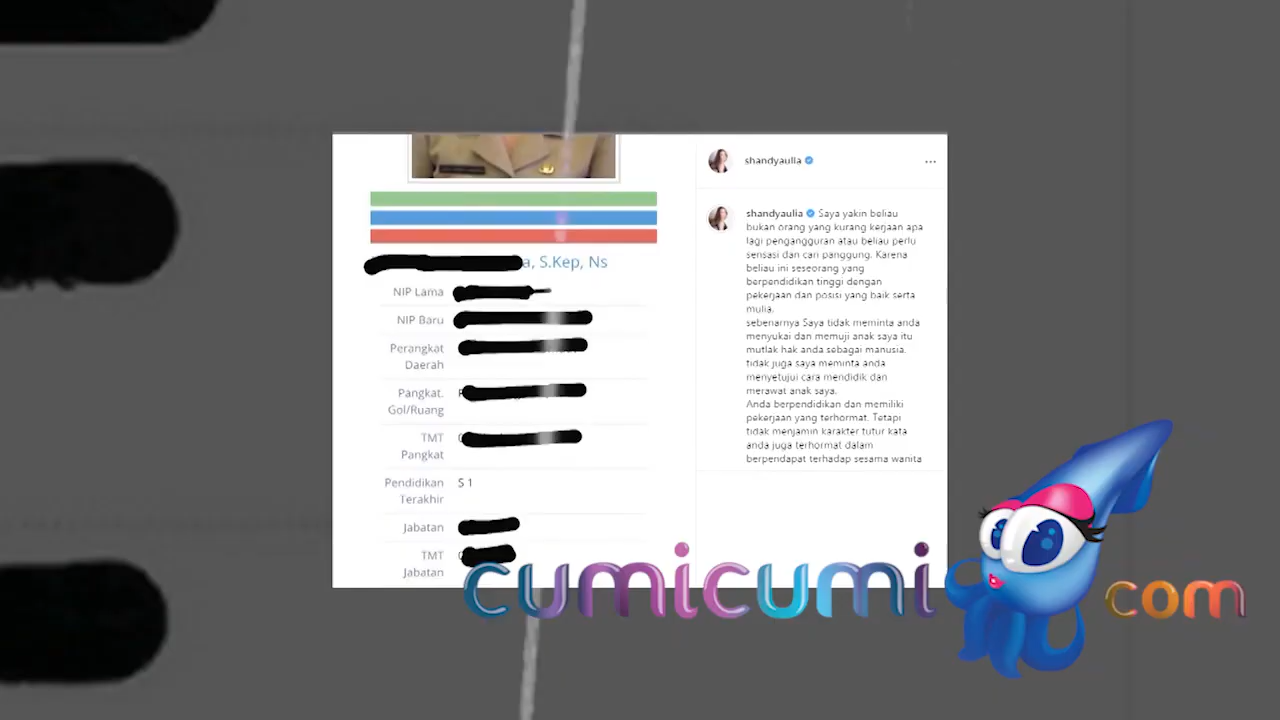 a, S.Kep, Ns
NIP Lama
NIP Baru
Perangkat
Daerah
Pangkat.
Gol/Ruang
TMT
Pangkat
Pendidikan S 1
Terakhir
Jabatan
TMT
Jabatan
shandyaulia
shandyaulia Saya yakin beliau
bukan orang yang kurang kerjaan apa
lagi pengangguran atau beliau perlu
sensasi dan cari panggung. Karena
beliau ini seseorang yang
berpendidikan tinggi dengan
pekerjaan dan posisi yang baik serta
mulia.
sebenarnya Saya tidak meminta anda
menyukai dan memuji anak saya itu
mutlak hak anda sebagai manusia.
tidak juga saya meminta anda
menyetujui cara mendidik dan
merawat anak saya.
Anda berpendidikan dan memiliki
pekerjaan yang terhormat. Tetapi
tidak menjamin karakter tutur kata
anda juga terhormat dalam
berpendapat terhadap sesama wanita
cumicumi com